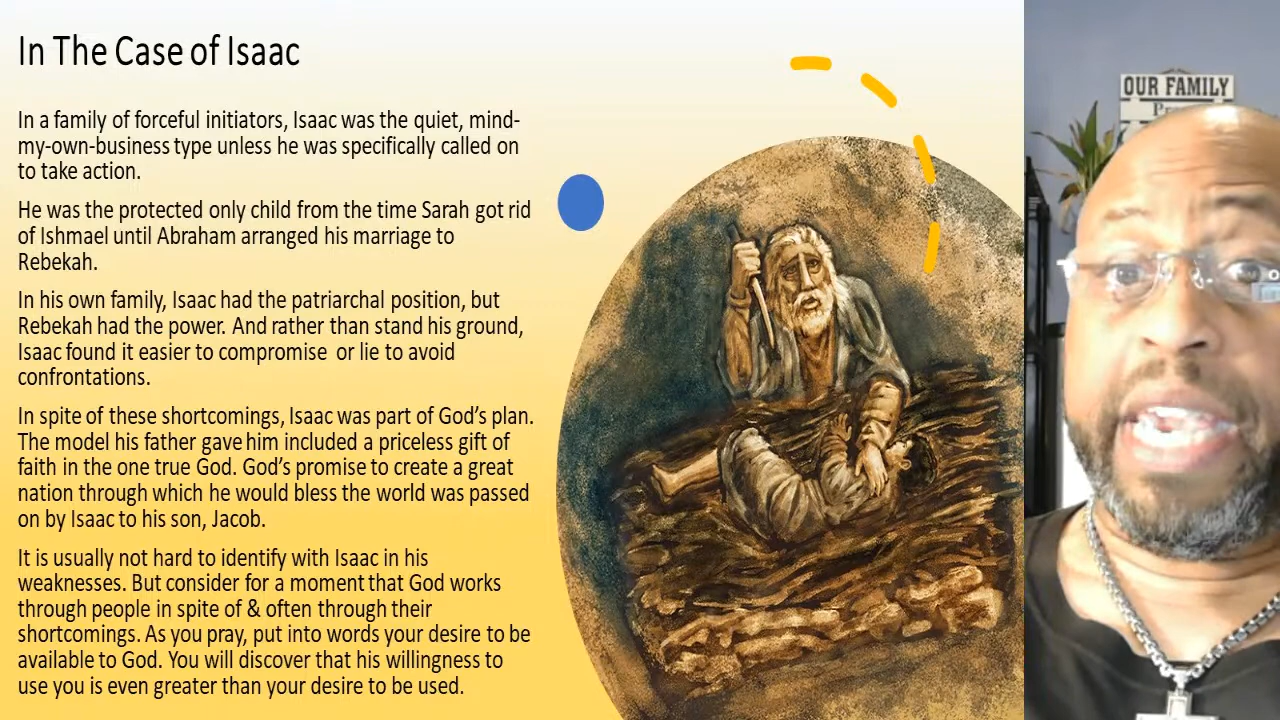 In The Case of Isaac
In a family of forceful initiators, Isaac was the quiet, mind-
my-own-business type unless he was specifically called on
to take action.
He was the protected only child from the time Sarah got rid
of Ishmael until Abraham arranged his marriage to
Rebekah.
In his own family, Isaac had the patriarchal position, but
Rebekah had the power. And rather than stand his ground,
Isaac found it easier to compromise or lie to avoid
confrontations.
In spite of these shortcomings, Isaac was part of God’s plan.
The model his father gave him included a priceless gift of
faith in the one true God. God’s promise to create a great
nation through which he would bless the world was passed
on by Isaac to his son, Jacob.
It is usually not hard to identify with Isaac in his
weaknesses. But consider for a moment that God works
through people in spite of & often through their
shortcomings. As you pray, put into words your desire to be
available to God. You will discover that his willingness to
use you is even greater than your desire to be used.
OUR FAMILY